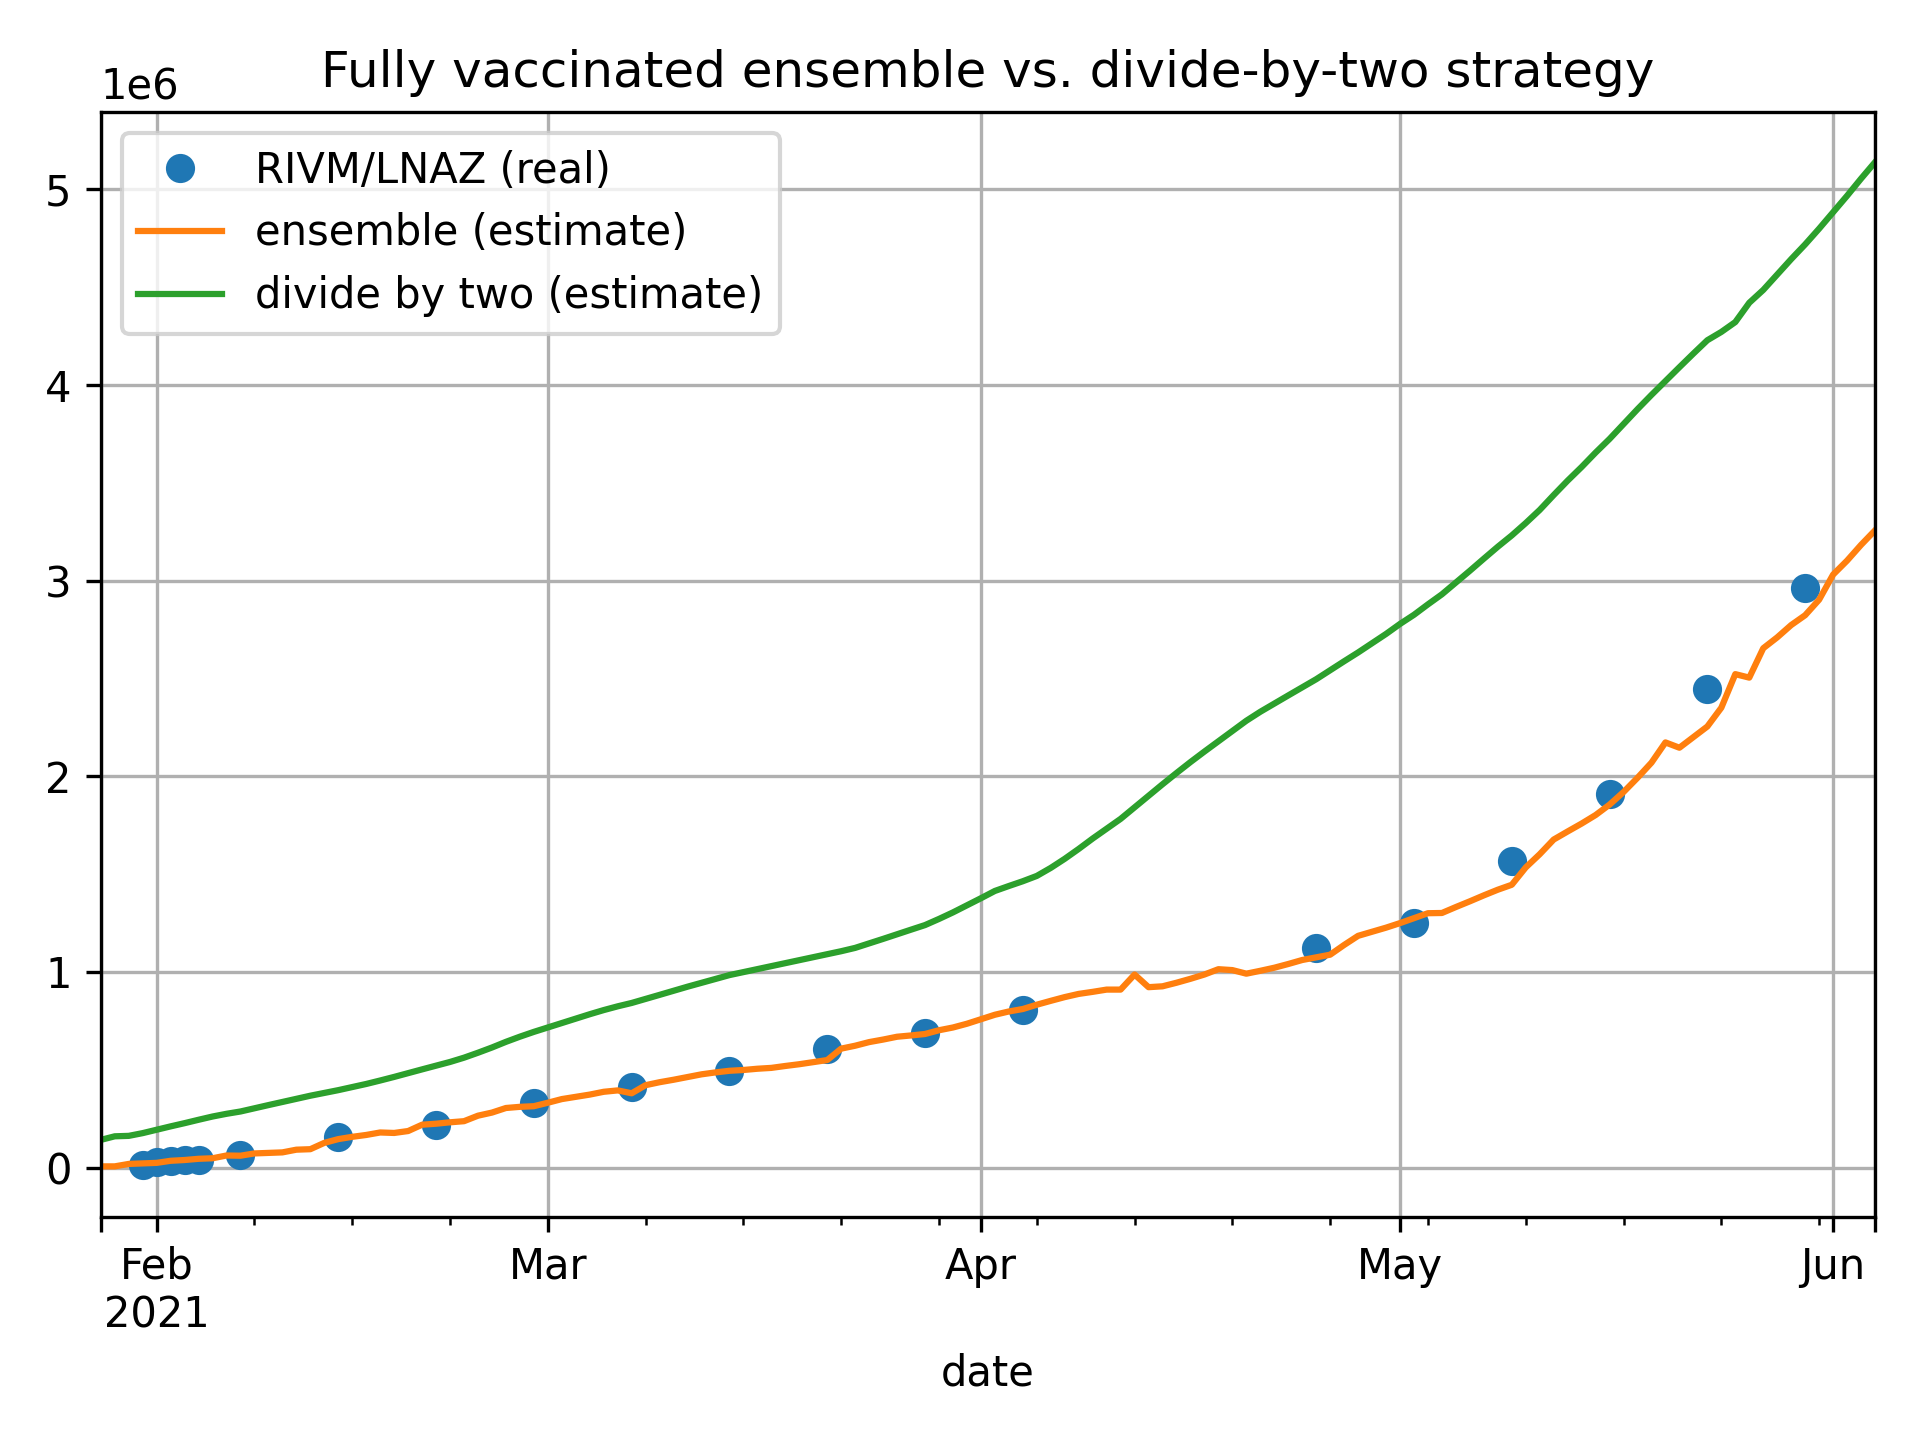 Fully vaccinated ensemble vs. divide-by-two strategy
1e6
RIVM/LNAZ (real)
ensemble (estimate)
divide by two (estimate)
5
4
3
2
1
0
Feb Mar Apr May Jun
2021
date